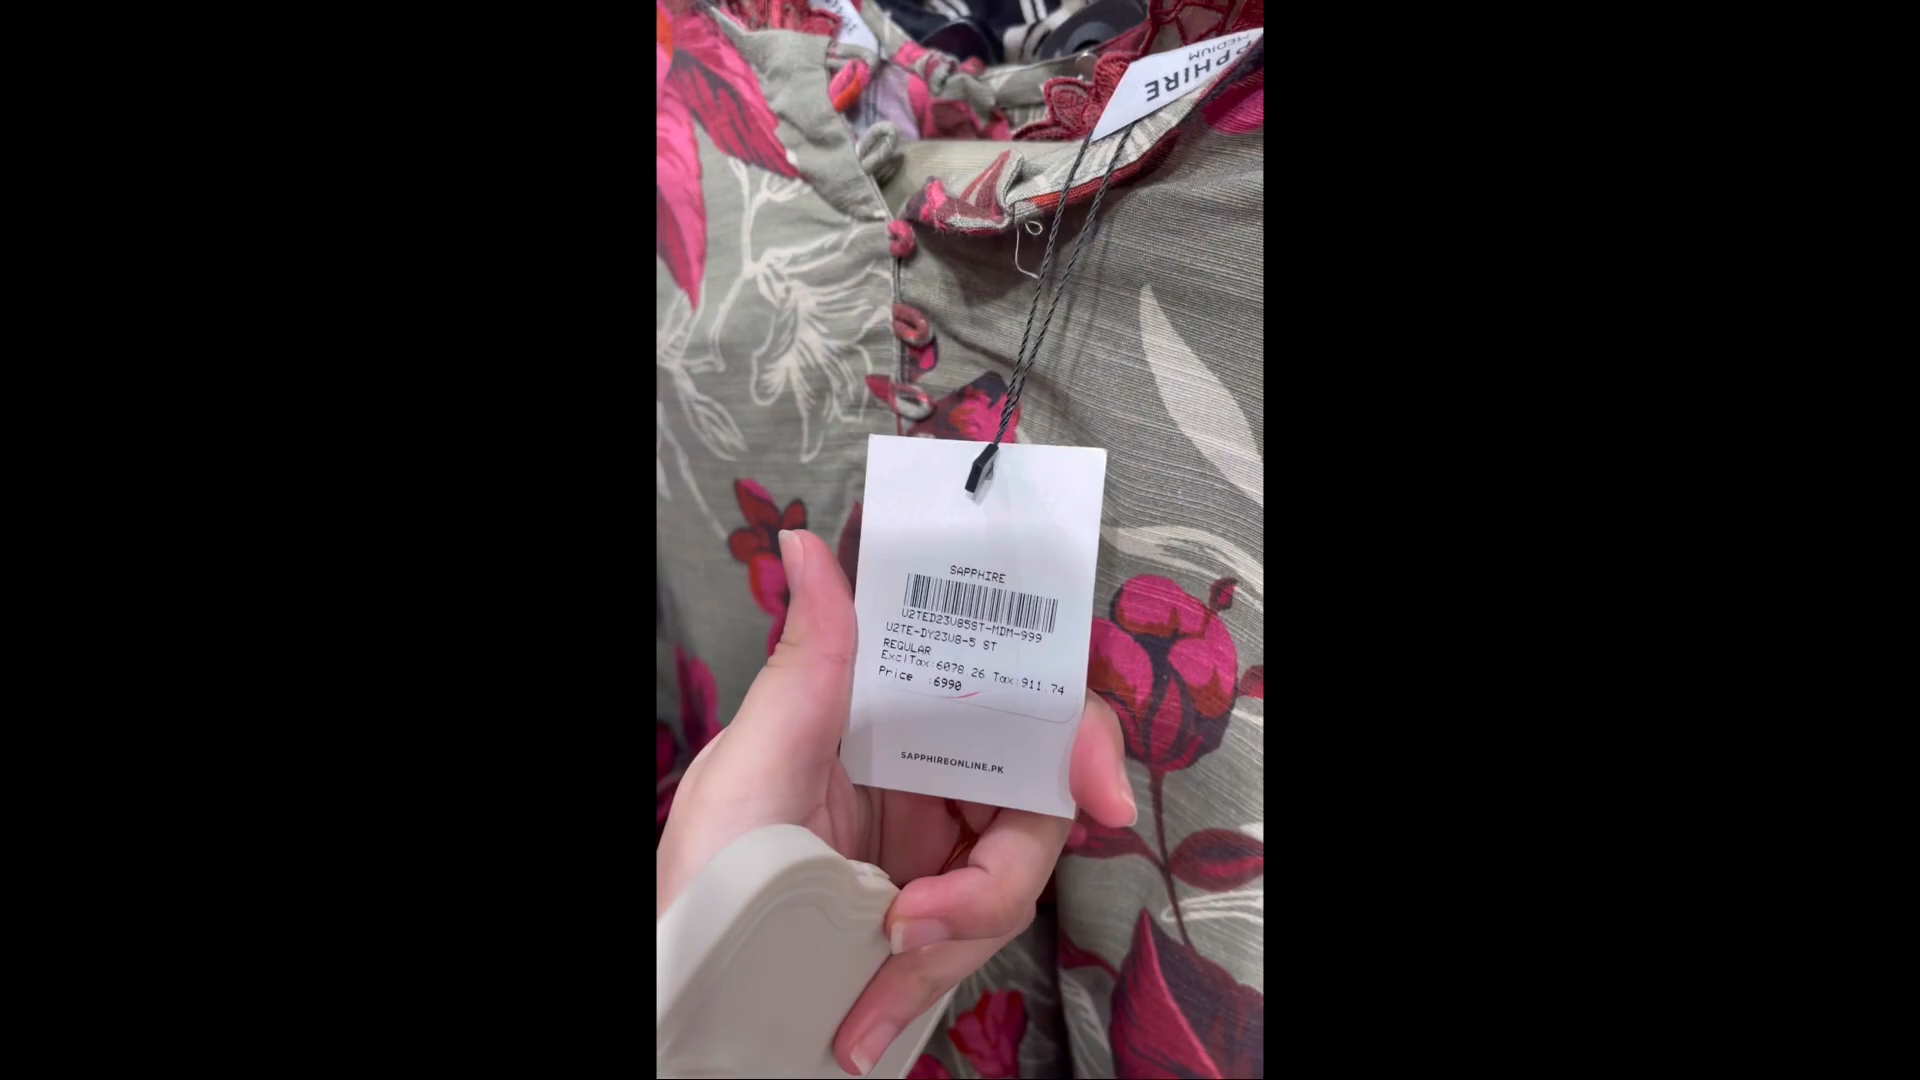 PHIRE
MEDIUM
SAPPHIRE
U2TED23V85ST-MDM-999
U2TE-DY23V8-5 ST
REGULAR
ExclTax:6078.26 Tax:911.74
Price :6990
SAPPHIREONLINE.PK